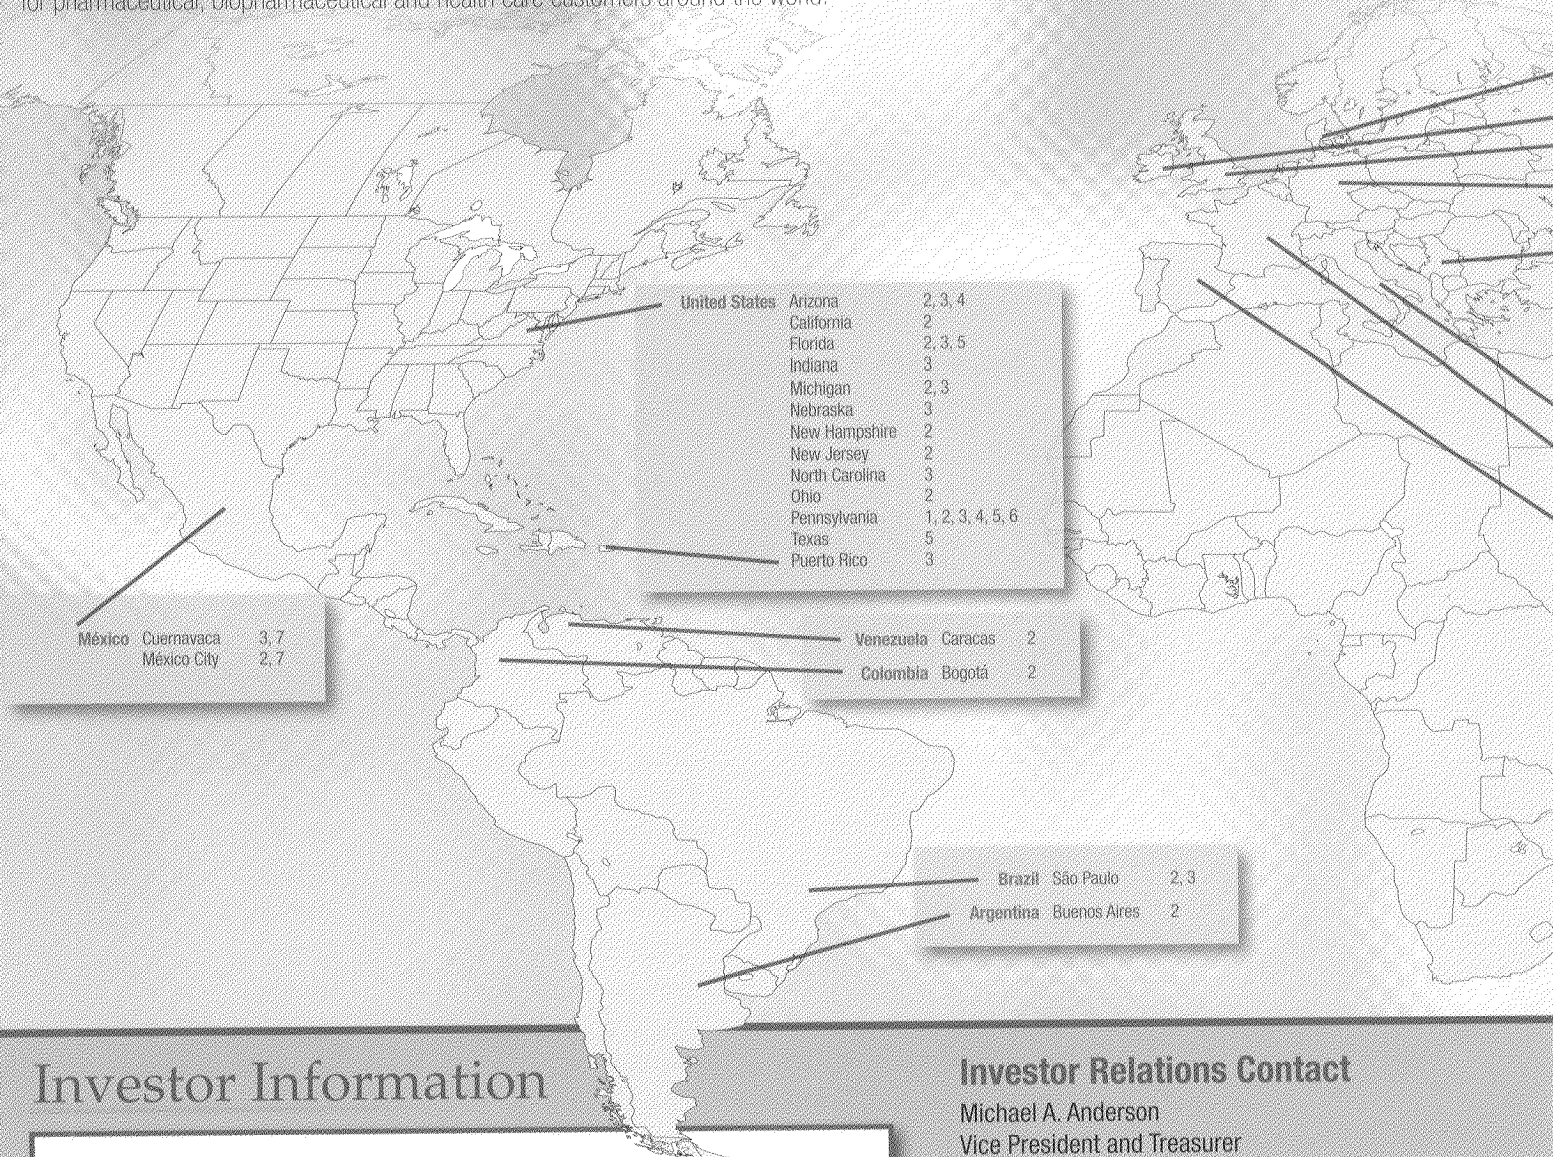 for pharmaceutical, biopharmaceutical and health care customers around the world.
United States Arizona 2, 3, 4
California 2
Florida 2, 3, 5
Indiana 3
Michigan 2, 3
Nebraska 3
New Hampshire 2
New Jersey 2
North Carolina 3
Ohio 2
Pennsylvania 1, 2, 3, 4, 5, 6
Texas 5
Puerto Rico 3
México Cuernavaca 3, 7
México City 2, 7
Venezuela Caracas 2
Colombia Bogotá 2
Brazil São Paulo 2, 3
Argentina Buenos Aires 2
Investor Information
Investor Relations Contact
Michael A. Anderson
Vice President and Treasurer